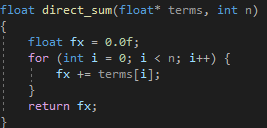 float direct_sum(float* terms, int n)
{
    float fx = 0.0f;
    for (int i = 0; i < n; i++) {
        fx += terms[i];
    }
    return fx;
}